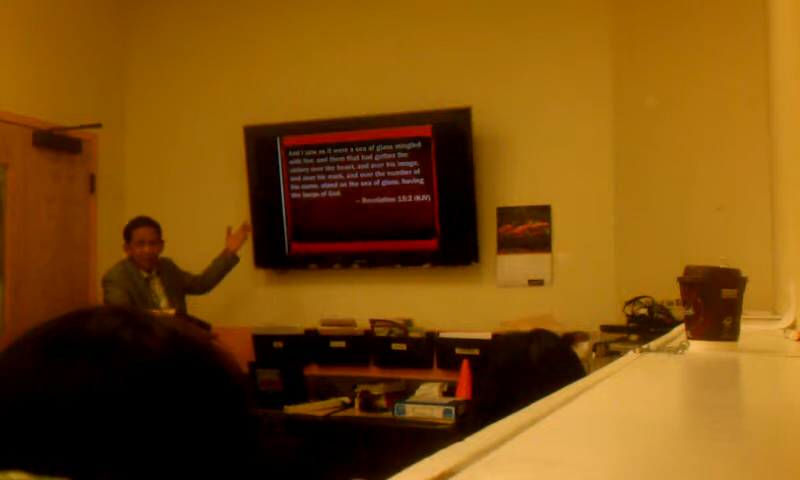 And I saw as it were a sea of glass mingled
with fire: and them that had gotten the
victory over the beast, and over his image,
and over his mark, and over the number of
his name, stand on the sea of glass, having
the harps of God.
-- Revelation 15:2 (KJV)